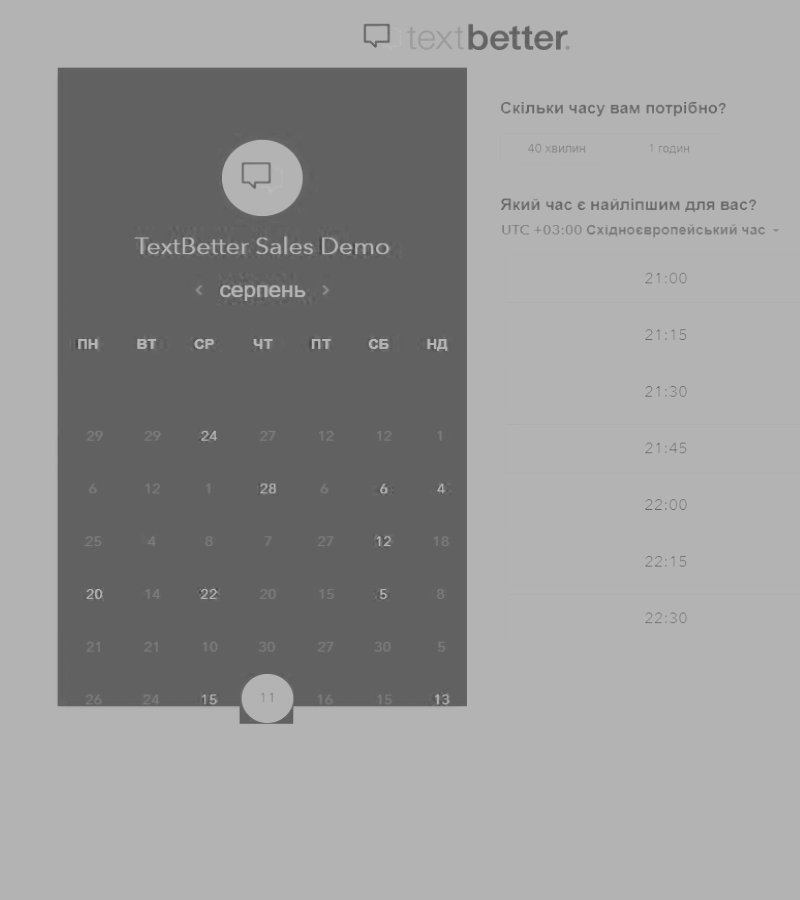 textbetter.
TextBetter Sales Demo
‹ серпень ›
ПН ВТ СР ЧТ ПТ СБ НД
29 29 24 27 12 12 1
6 12 1 28 6 6 4
25 4 8 7 27 12 18
20 14 22 20 15 5 8
21 21 10 30 27 30 5
26 24 15 11 16 15 13
Скільки часу вам потрібно?
40 хвилин 1 годин
Який час є найліпшим для вас?
UTC +03:00 Східноєвропейський час
21:00
21:15
21:30
21:45
22:00
22:15
22:30